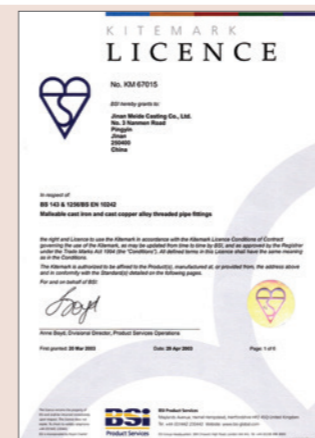 KITEMARK
LICENCE
No. KM 67015
BSI hereby grants to:
Jinan Meide Casting Co., Ltd.
No. 3 Nanmen Road
Pingyin
Jinan
250400
China
In respect of:
BS 143 & 1256/BS EN 10242
Malleable cast iron and cast copper alloy threaded pipe fittings
the right and Licence to use the Kitemark in accordance with the Kitemark Licence Conditions of Contract
governing the use of the Kitemark, as may be updated from time to time by BSI, and as approved by the Registrar
under the Trade Marks Act 1994 (the "Conditions"). All defined terms in this Licence shall have the same meaning
as in the Conditions.
The Kitemark is authorized to be affixed to the Product(s), manufactured at, or provided from, the address above
and in conformity with the Standard(s) detailed on the following pages.
For and on behalf of BSI:
Anne Boyd, Divisional Director, Product Services Operations
First granted: 20 Mar 2003
Date: 29 Apr 2003
Page: 1 of
BSi
Product Services
BSI Product Services